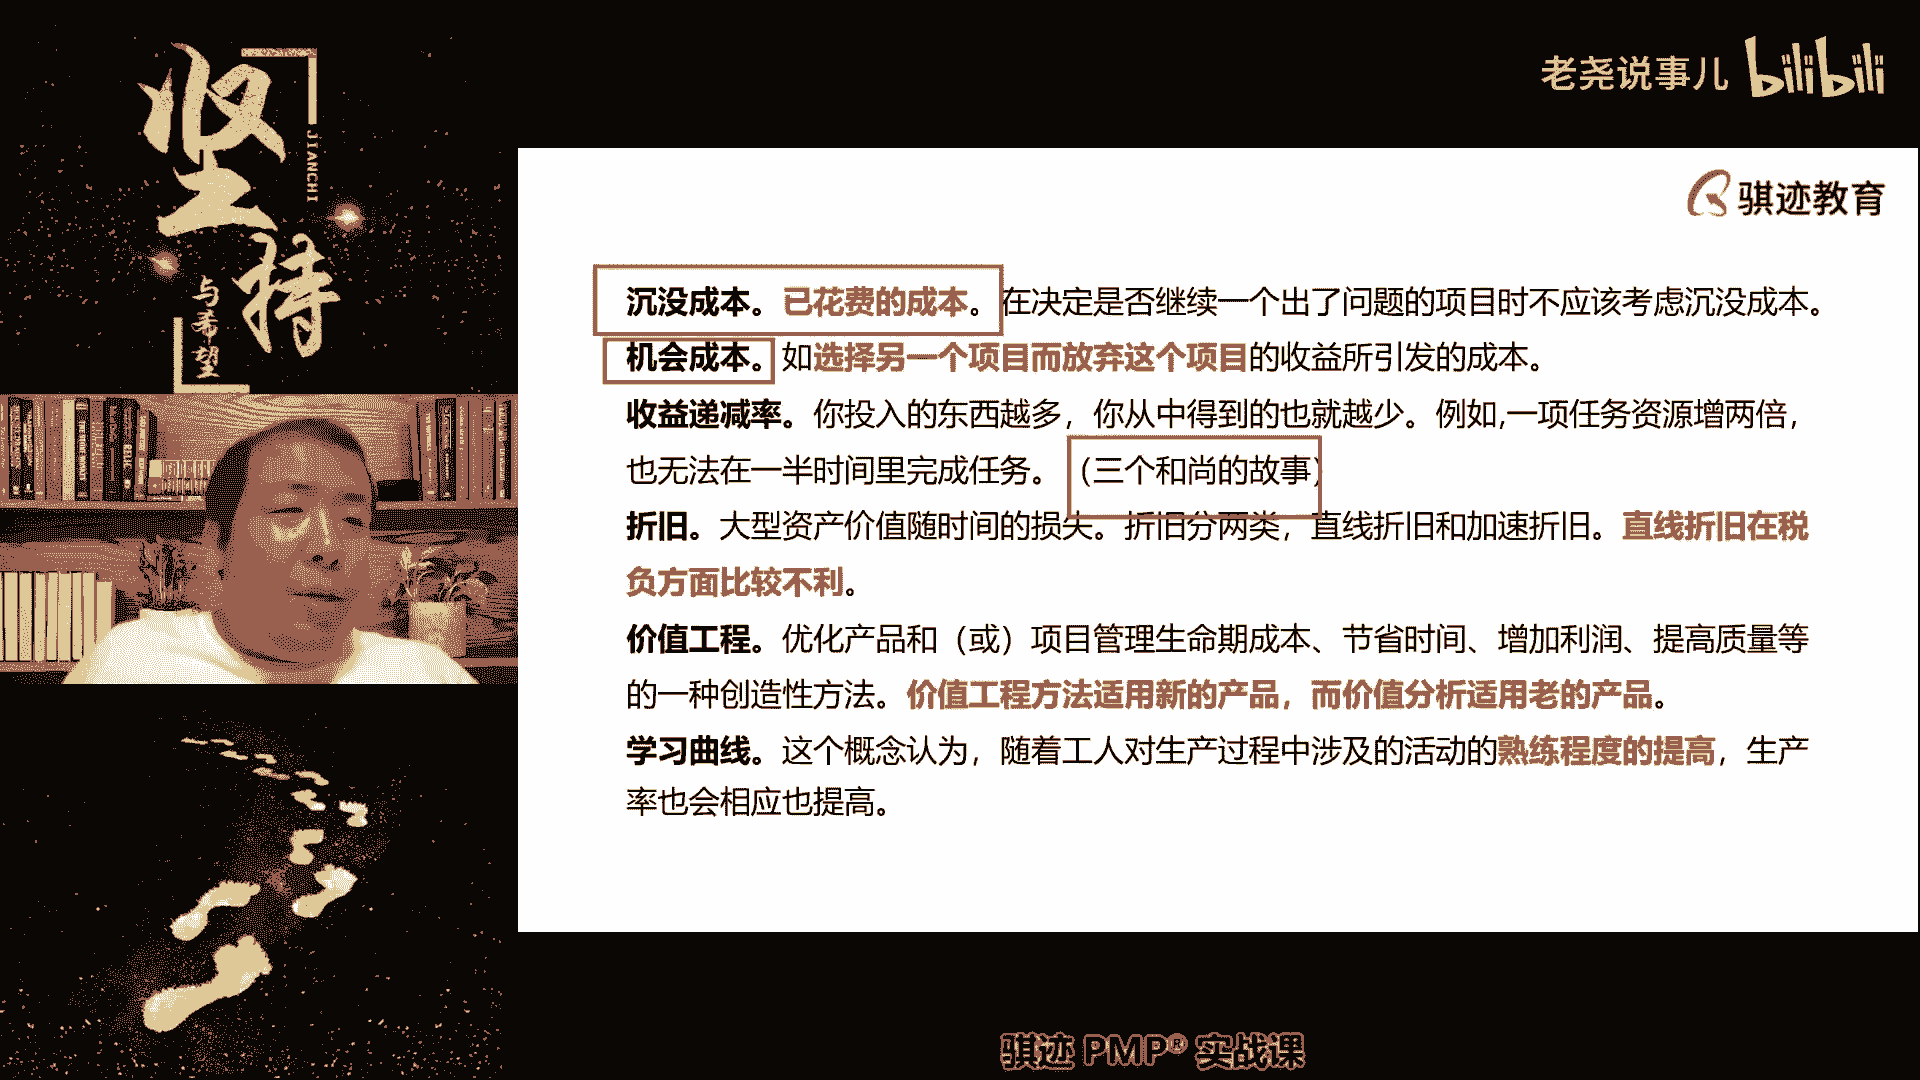 坚持
JIANCHI
与希望
老尧说事儿 bilibili
骐迹教育
沉没成本。已花费的成本。在决定是否继续一个出了问题的项目时不应该考虑沉没成本。
机会成本。如选择另一个项目而放弃这个项目的收益所引发的成本。
收益递减率。你投入的东西越多，你从中得到的也就越少。例如,一项任务资源增两倍，
也无法在一半时间里完成任务。（三个和尚的故事）
折旧。大型资产价值随时间的损失。折旧分两类，直线折旧和加速折旧。直线折旧在税
负方面比较不利。
价值工程。优化产品和（或）项目管理生命期成本、节省时间、增加利润、提高质量等
的一种创造性方法。价值工程方法适用新的产品，而价值分析适用老的产品。
学习曲线。这个概念认为，随着工人对生产过程中涉及的活动的熟练程度的提高，生产
率也会相应也提高。
骐迹 PMP® 实战课